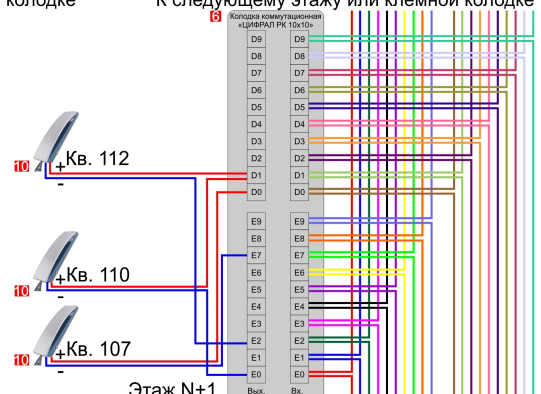 колодке
К следующему этажу или клемной колодке
6
Колодка коммутационная
«ЦИФРАЛ РК 10х10»
D9 D9
D8 D8
D7 D7
D6 D6
D5 D5
D4 D4
D3 D3
D2 D2
D1 D1
D0 D0
E9 E9
E8 E8
E7 E7
E6 E6
E5 E5
E4 E4
E3 E3
E2 E2
E1 E1
E0 E0
Вых. Вх.
10
+Кв. 112
-
10
+Кв. 110
-
10
+Кв. 107
-
Этаж N+1